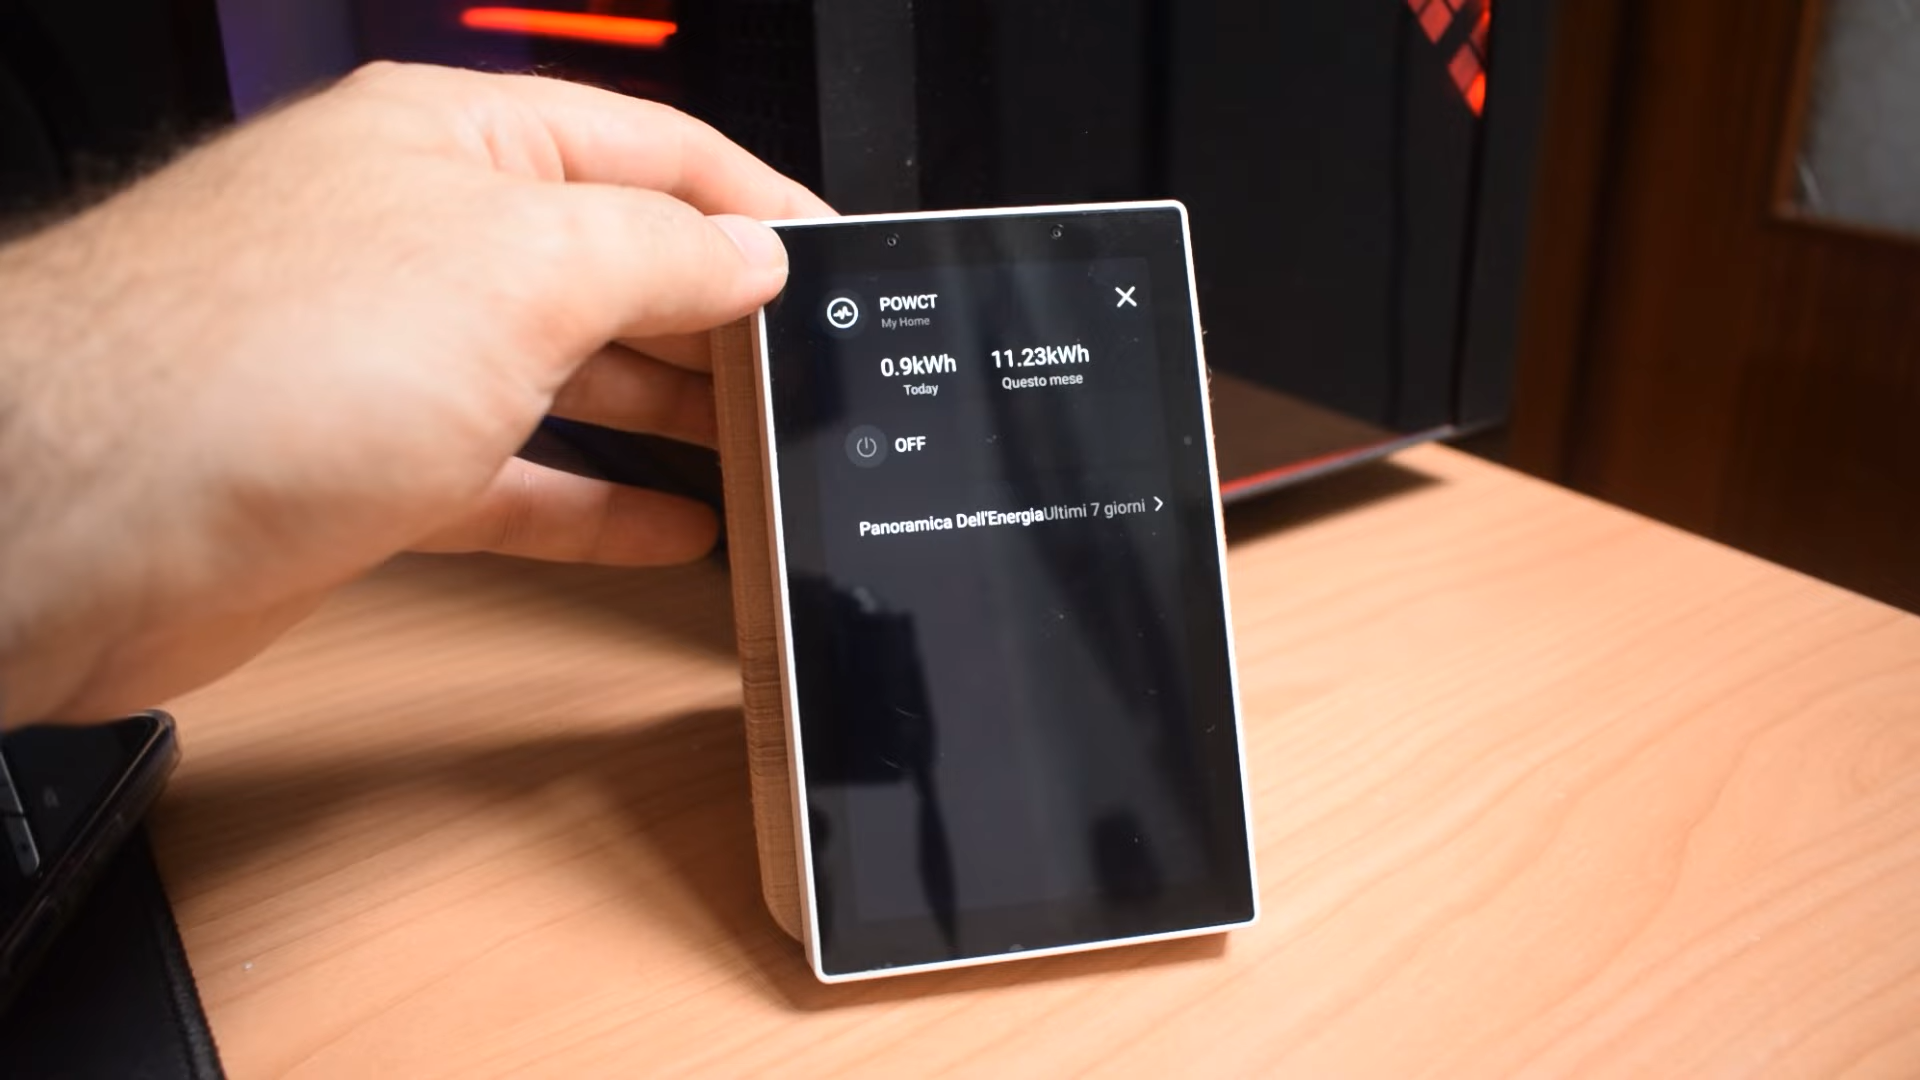 POWCT
My Home
0.9kWh 11.23kWh
Today Questo mese
OFF
Panoramica Dell'EnergiaUltimi 7 giorni